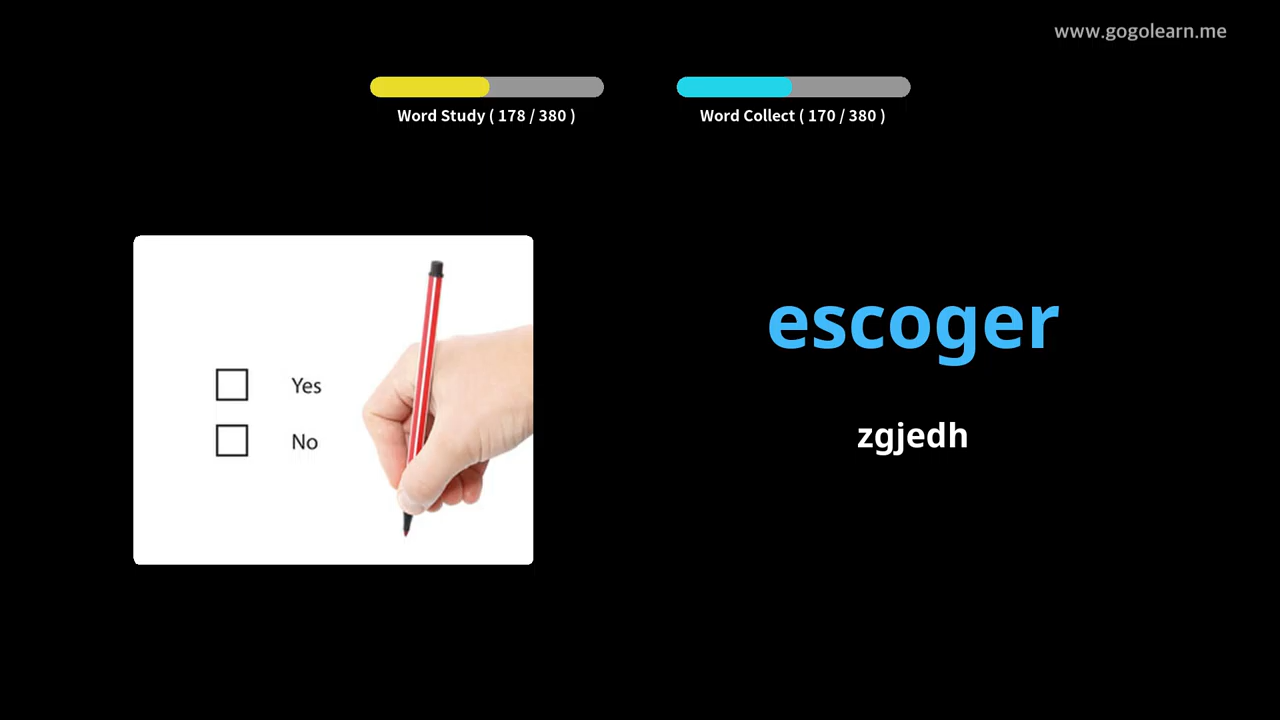 www.gogolearn.me
Word Study ( 178 / 380 )
Word Collect ( 170 / 380 )
Yes
No
escoger
zgjedh